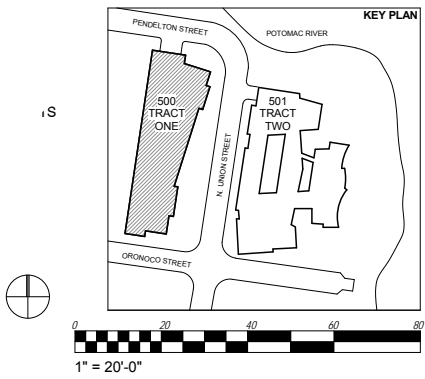 KEY PLAN
PENDELTON STREET
POTOMAC RIVER
500
TRACT
ONE
501
TRACT
TWO
N. UNION STREET
ORONOCO STREET
S
0 20 40 60 80
1" = 20'-0"